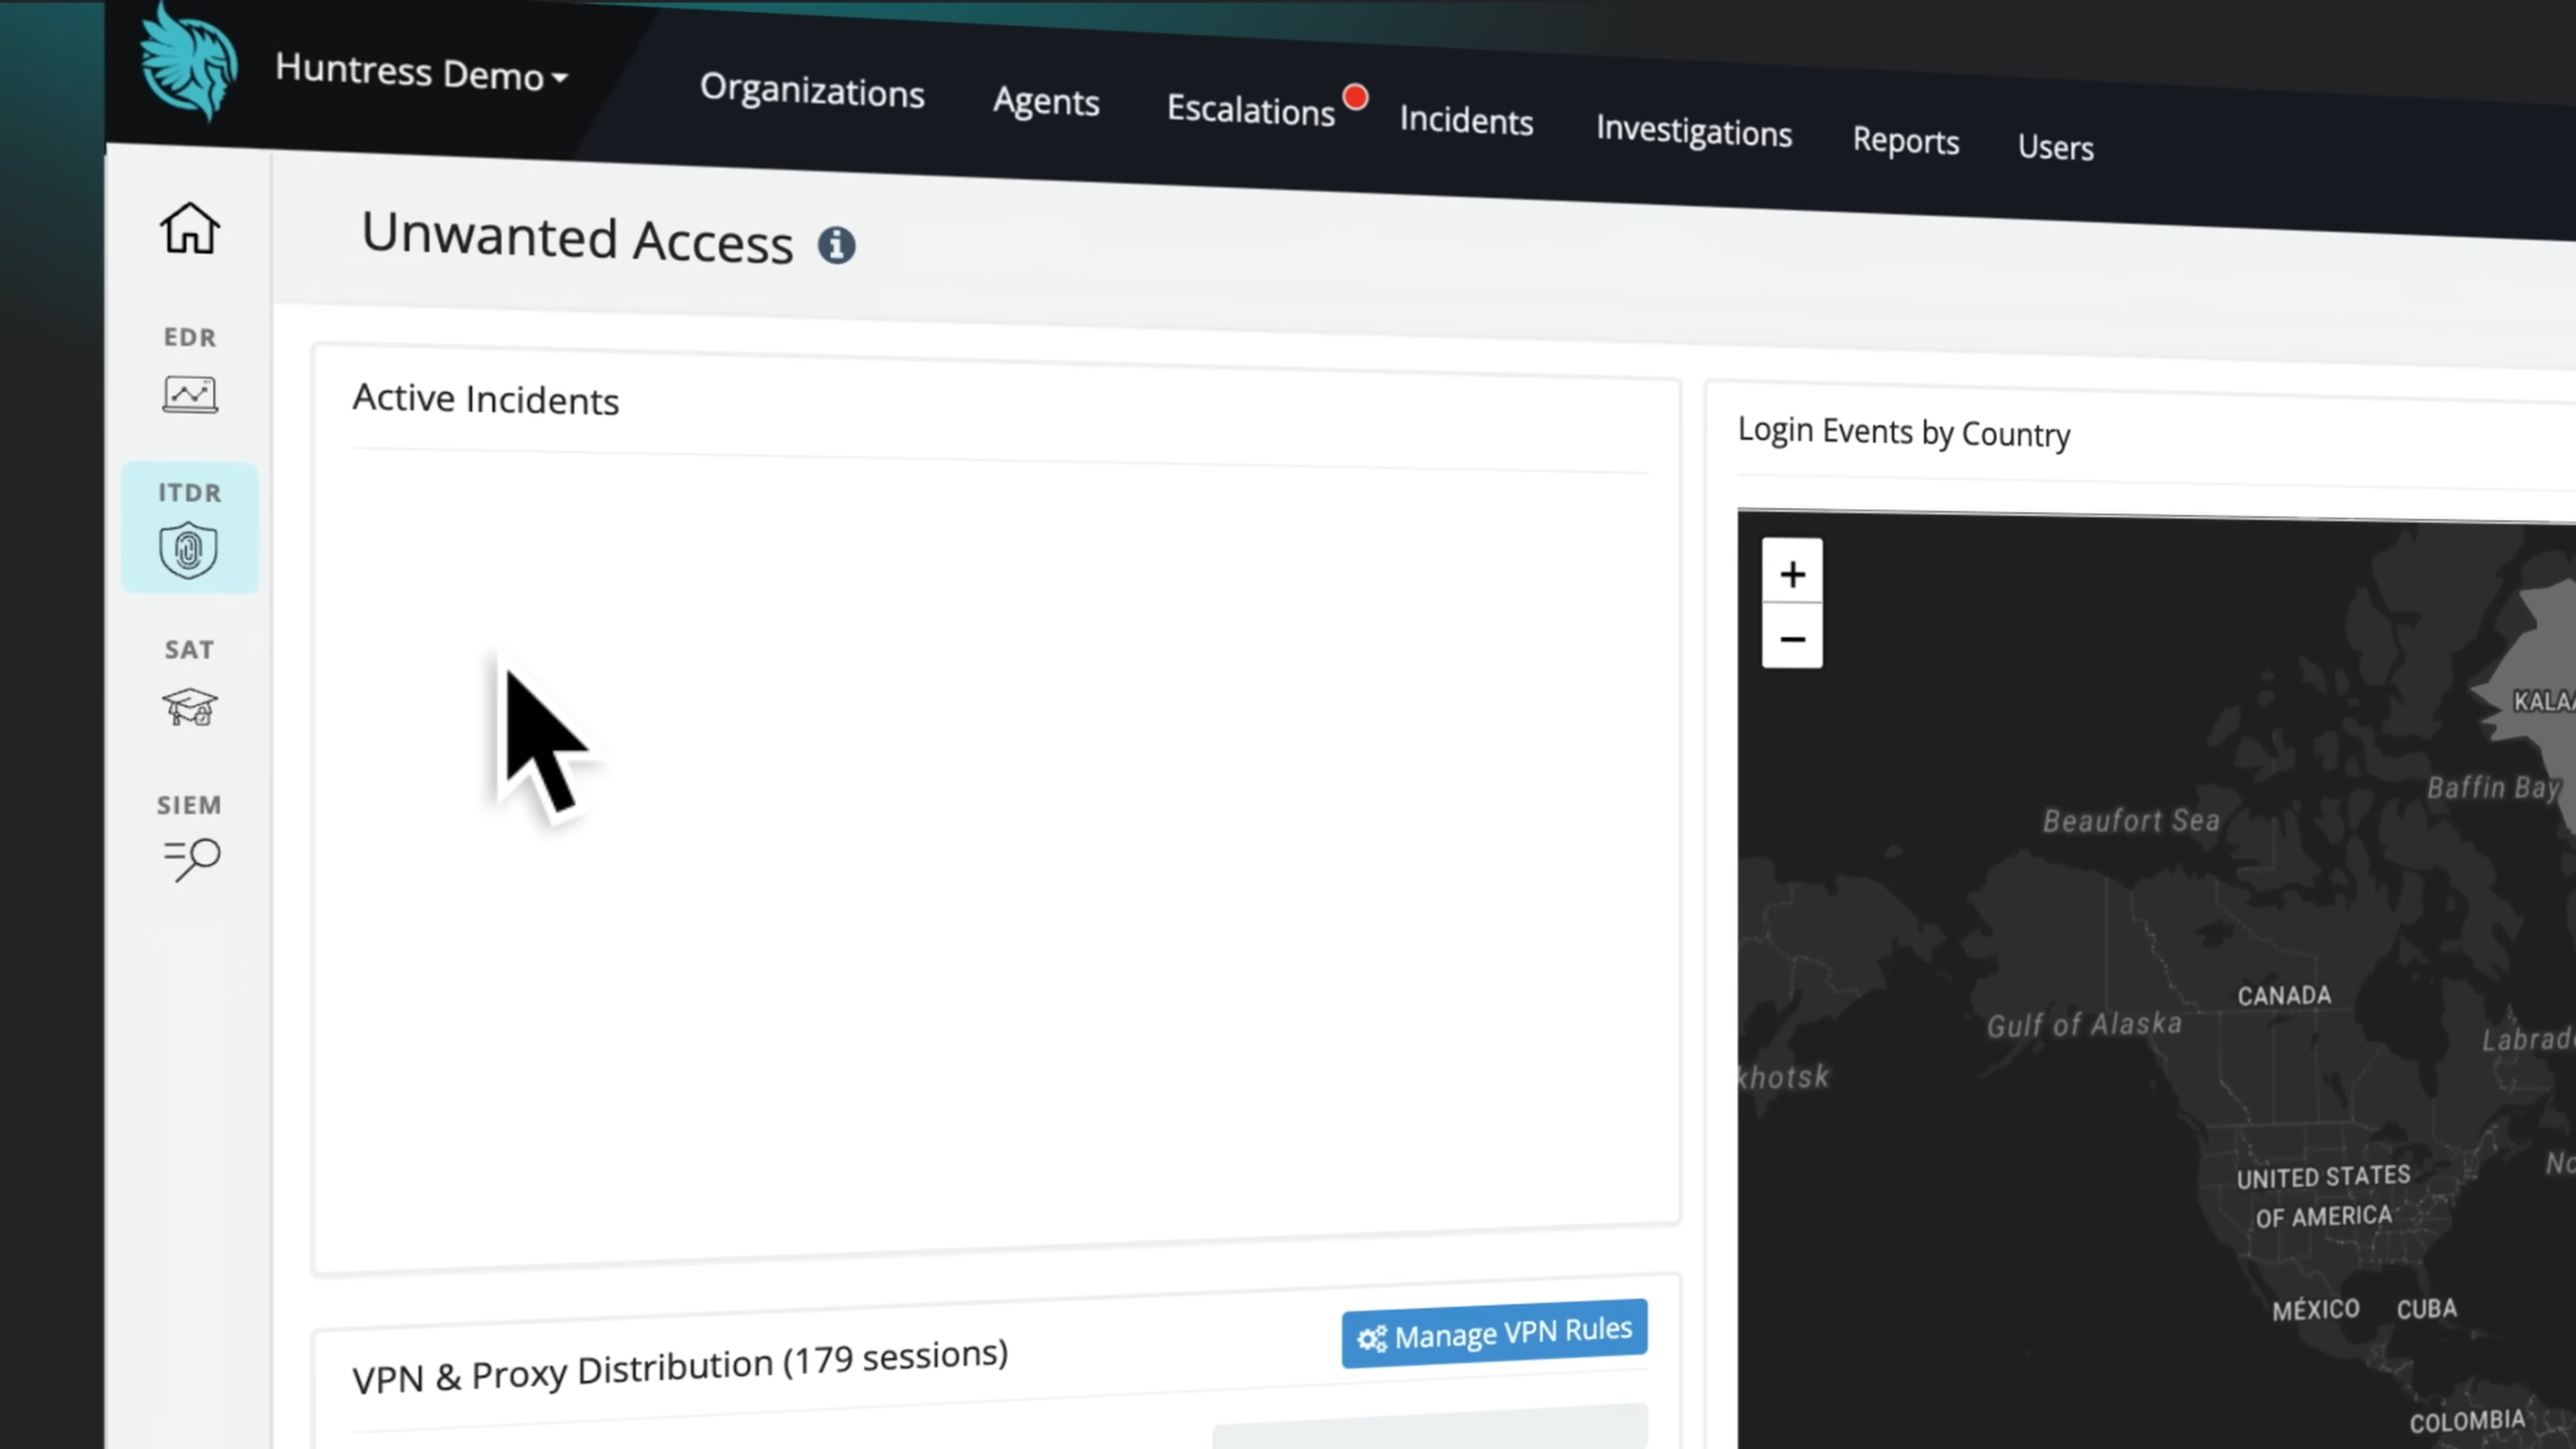 Huntress Demo
Organizations
Agents
Escalations
Incidents
Investigations
Reports
Users
Unwanted Access
EDR
ITDR
SAT
SIEM
Active Incidents
Login Events by Country
+
−
Beaufort Sea
Baffin Bay
CANADA
Gulf of Alaska
UNITED STATES
OF AMERICA
MÉXICO
CUBA
COLOMBIA
VPN & Proxy Distribution (179 sessions)
Manage VPN Rules